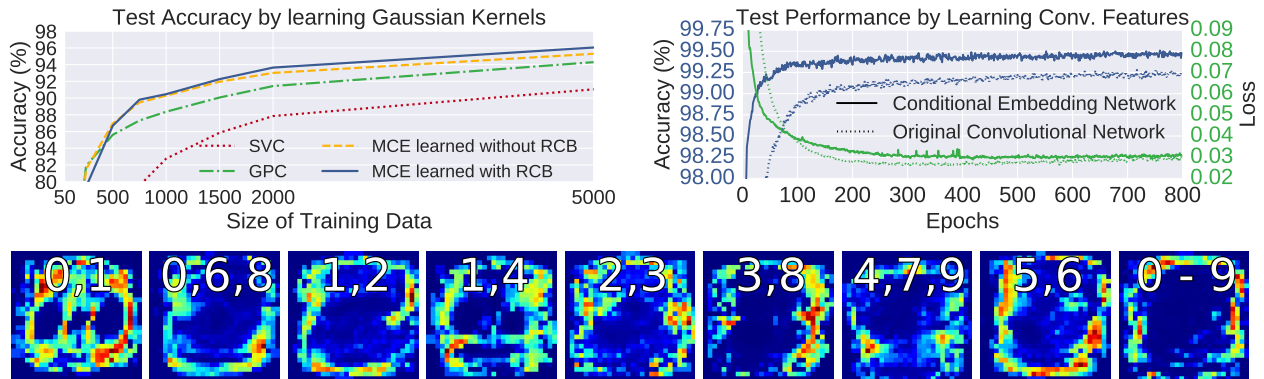 Test Accuracy by learning Gaussian Kernels
Accuracy (%)
98
96
94
92
90
88
86
84
82
80
50 500 1000 1500 2000 5000
Size of Training Data
SVC
GPC
MCE learned without RCB
MCE learned with RCB
Test Performance by Learning Conv. Features
Accuracy (%)
99.75
99.50
99.25
99.00
98.75
98.50
98.25
98.00
0 100 200 300 400 500 600 700 800
Epochs
Conditional Embedding Network
Original Convolutional Network
0.09
0.08
0.07
0.06
0.05
0.04
0.03
0.02
Loss
0,1 0,6,8 1,2 1,4 2,3 3,8 4,7,9 5,6 0 - 9